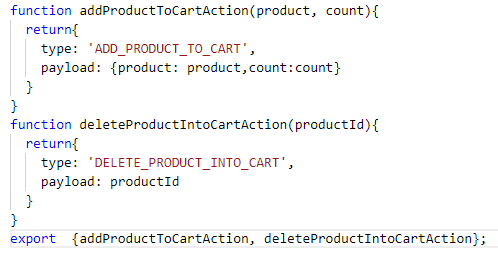 function addProductToCartAction(product, count){
  return{
    type: 'ADD_PRODUCT_TO_CART',
    payload: {product: product,count:count}
  }
}
function deleteProductIntoCartAction(productId){
  return{
    type: 'DELETE_PRODUCT_INTO_CART',
    payload: productId
  }
}
export  {addProductToCartAction, deleteProductIntoCartAction};